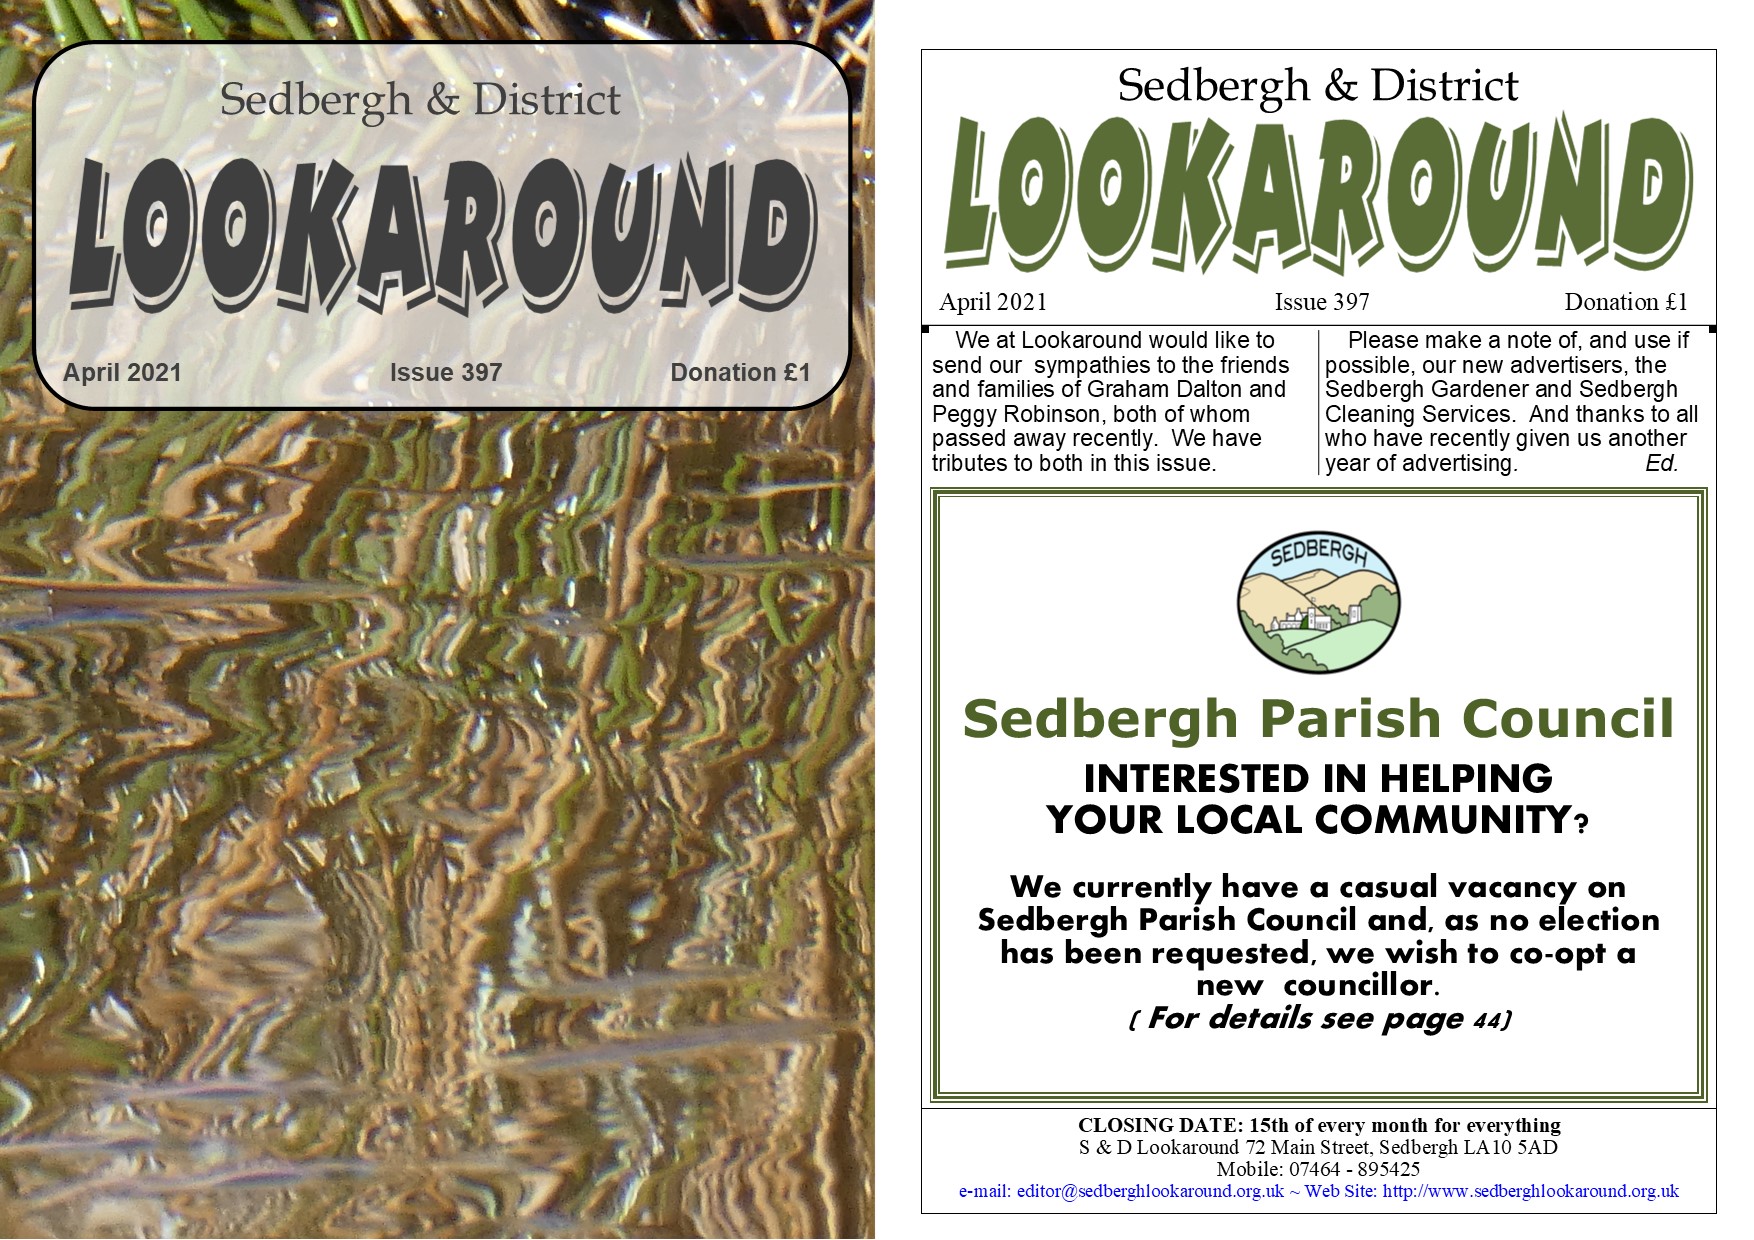 Sedbergh & District
LOOKAROUND
April 2021 Issue 397 Donation £1
Sedbergh & District
LOOKAROUND
April 2021 Issue 397 Donation £1
We at Lookaround would like to
send our  sympathies to the friends
and families of Graham Dalton and
Peggy Robinson, both of whom
passed away recently.  We have
tributes to both in this issue.
Please make a note of, and use if
possible, our new advertisers, the
Sedbergh Gardener and Sedbergh
Cleaning Services.  And thanks to all
who have recently given us another
year of advertising. Ed.
SEDBERGH
Sedbergh Parish Council
INTERESTED IN HELPING
YOUR LOCAL COMMUNITY?
We currently have a casual vacancy on
Sedbergh Parish Council and, as no election
has been requested, we wish to co-opt a
new  councillor.
( For details see page 44)
CLOSING DATE: 15th of every month for everything
S & D Lookaround 72 Main Street, Sedbergh LA10 5AD
Mobile: 07464 - 895425
e-mail: editor@sedberghlookaround.org.uk ~ Web Site: http://www.sedberghlookaround.org.uk